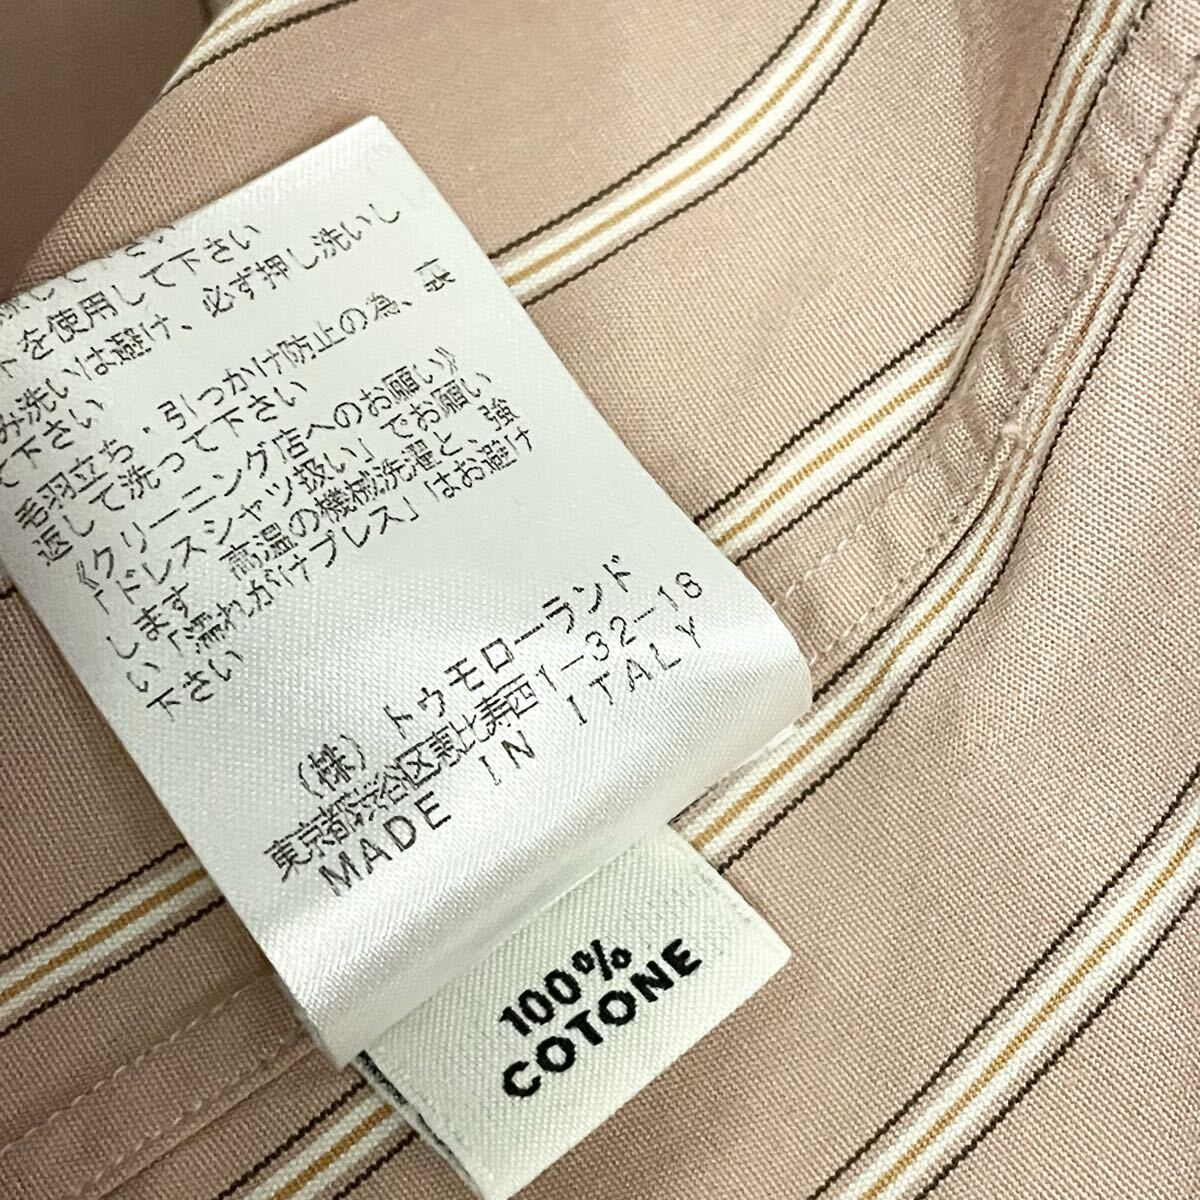 して下さい
トを使用して下さい
み洗いは避け、必ず押し洗いし
て下さい
毛羽立ち・引っかけ防止の為、裏
返して洗って下さい
《クリーニング店へのお願い》
「ドレスシャツ扱い」でお願い
します 高温の機械洗濯と、強
い「濡れがけプレス」はお避け
下さい
(株)トゥモローランド
東京都渋谷区恵比寿西1-32-18
MADE IN ITALY
100%
COTONE